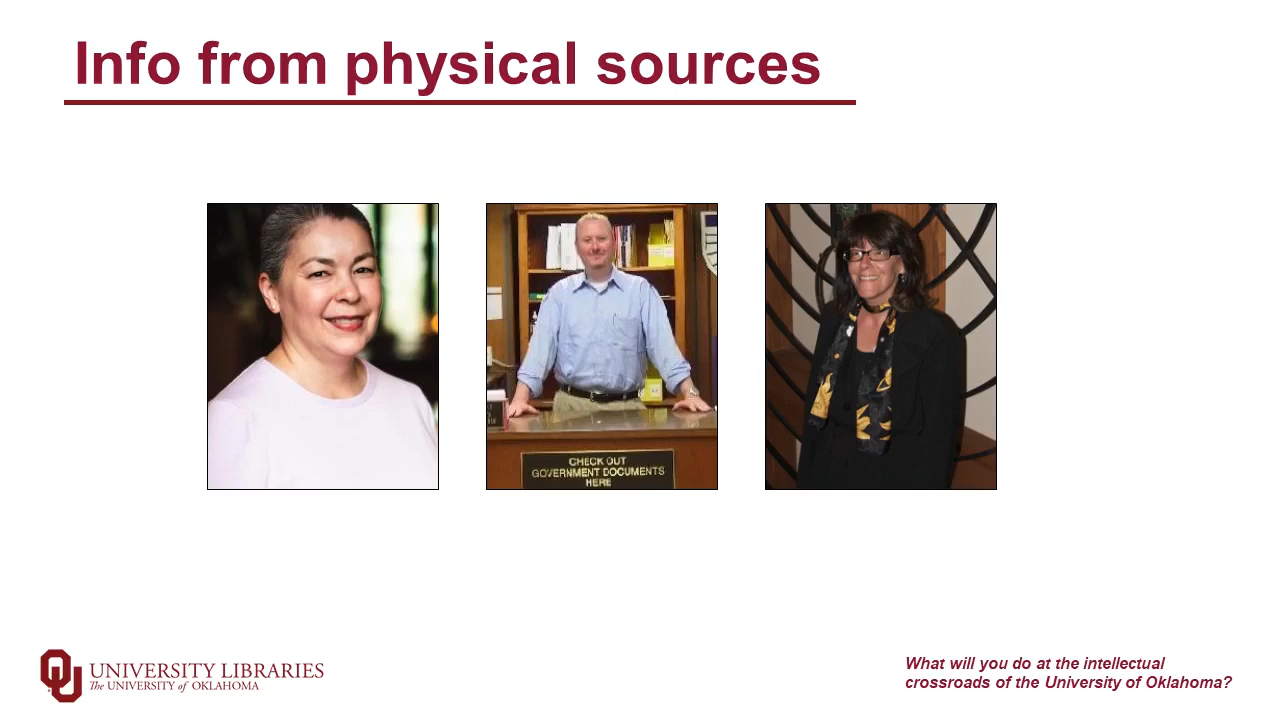 Info from physical sources
CHECK OUT
GOVERNMENT DOCUMENTS
HERE
UNIVERSITY LIBRARIES
The UNIVERSITY of OKLAHOMA
What will you do at the intellectual
crossroads of the University of Oklahoma?